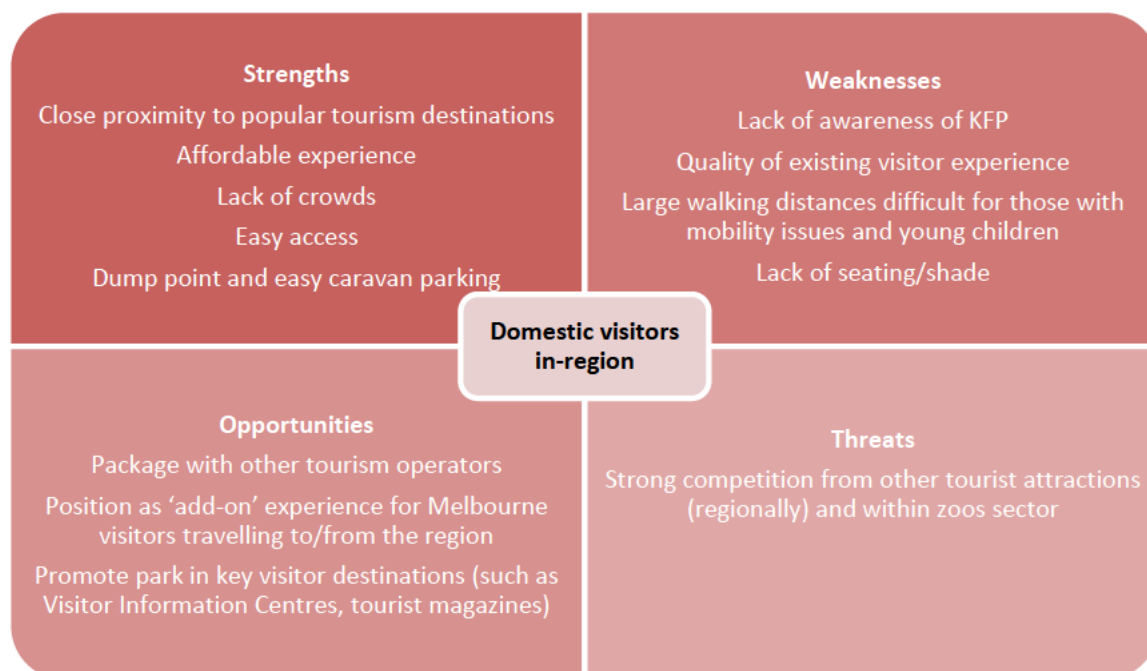 Strengths
Close proximity to popular tourism destinations
Affordable experience
Lack of crowds
Easy access
Dump point and easy caravan parking
Weaknesses
Lack of awareness of KFP
Quality of existing visitor experience
Large walking distances difficult for those with
mobility issues and young children
Lack of seating/shade
Domestic visitors
in-region
Opportunities
Package with other tourism operators
Position as ‘add-on’ experience for Melbourne
visitors travelling to/from the region
Promote park in key visitor destinations (such as
Visitor Information Centres, tourist magazines)
Threats
Strong competition from other tourist attractions
(regionally) and within zoos sector